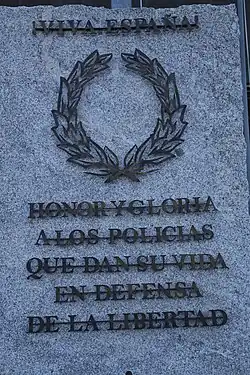 ¡VIVA ESPAÑA!
HONOR Y GLORIA
A LOS POLICIAS
QUE DAN SU VIDA
EN DEFENSA
DE LA LIBERTAD